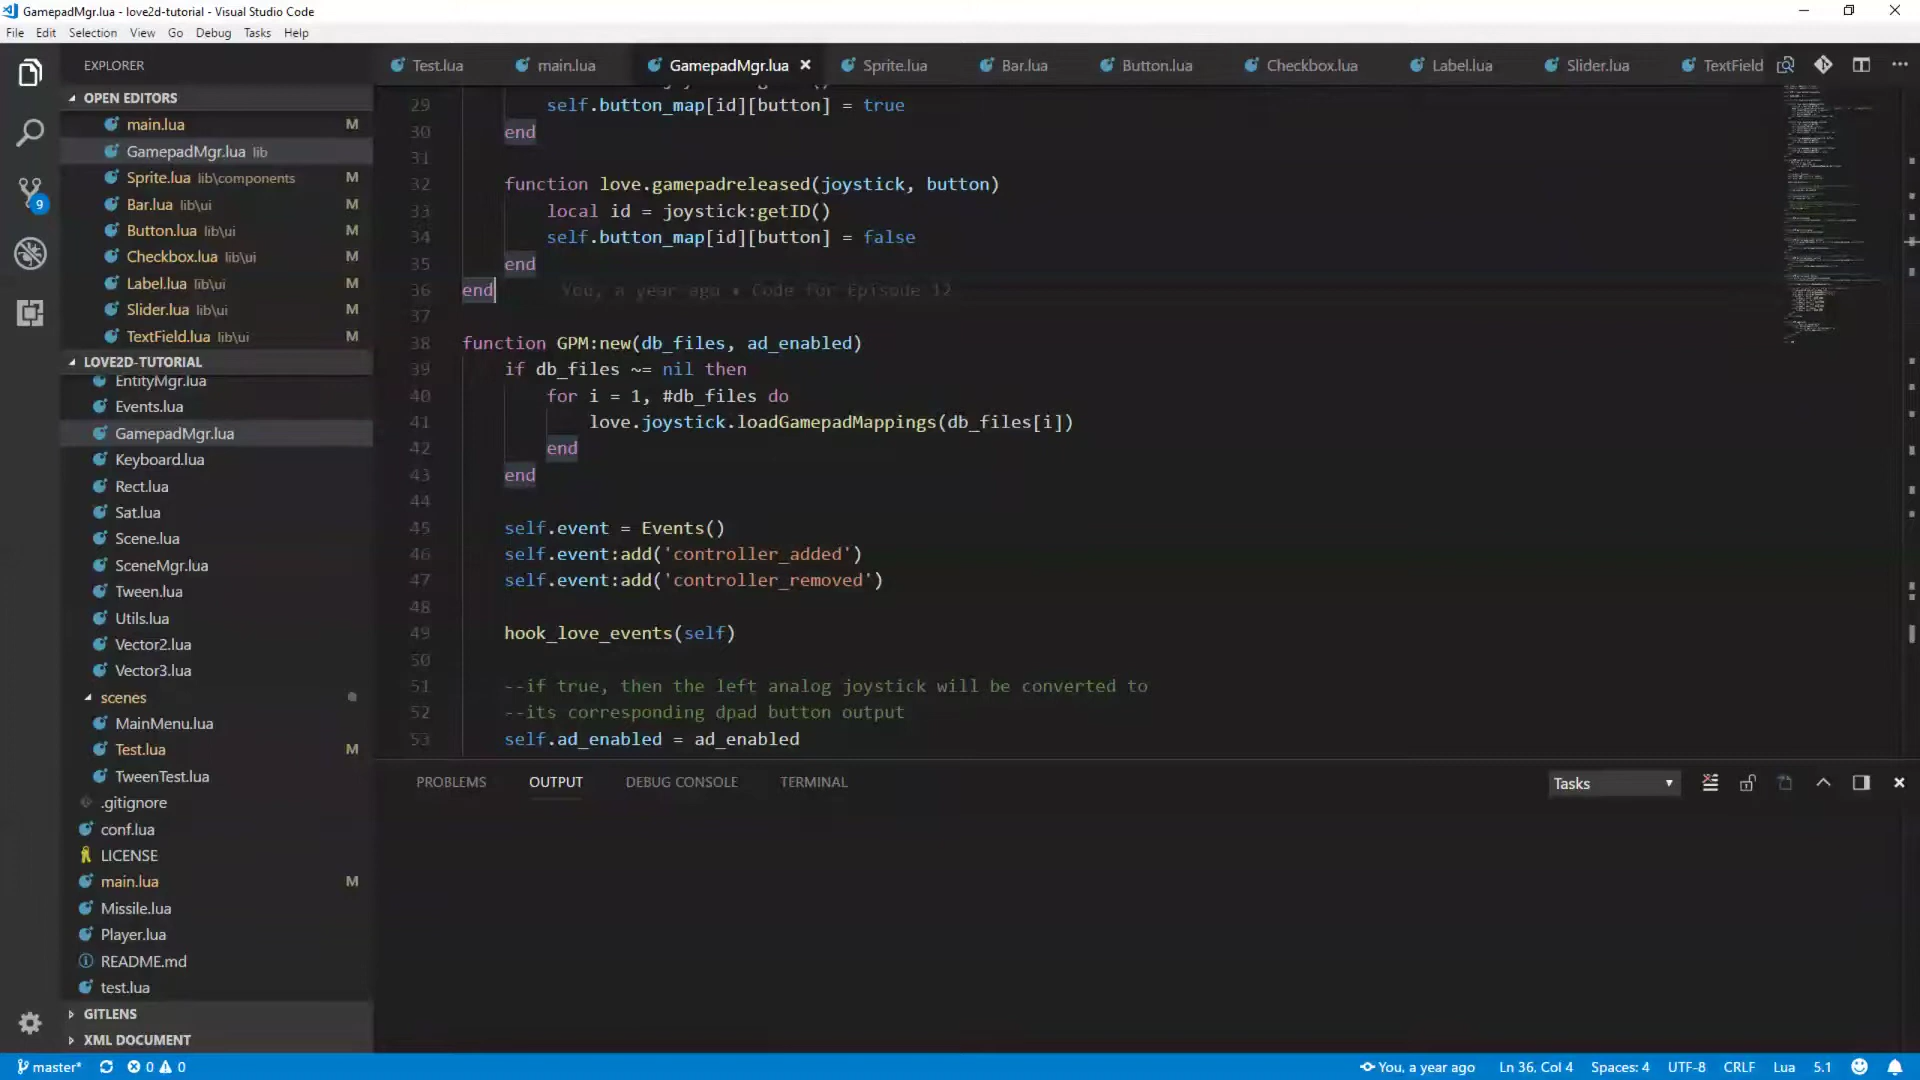 GamepadMgr.lua - love2d-tutorial - Visual Studio Code
File Edit Selection View Go Debug Tasks Help
EXPLORER
Test.lua main.lua GamepadMgr.lua Sprite.lua Bar.lua Button.lua Checkbox.lua Label.lua Slider.lua TextField
OPEN EDITORS
main.lua M
GamepadMgr.lua lib
Sprite.lua lib\components M
Bar.lua lib\ui M
Button.lua lib\ui M
Checkbox.lua lib\ui M
Label.lua lib\ui M
Slider.lua lib\ui M
TextField.lua lib\ui M
9
LOVE2D-TUTORIAL
EntityMgr.lua
Events.lua
GamepadMgr.lua
Keyboard.lua
Rect.lua
Sat.lua
Scene.lua
SceneMgr.lua
Tween.lua
Utils.lua
Vector2.lua
Vector3.lua
scenes
MainMenu.lua
Test.lua M
TweenTest.lua
.gitignore
conf.lua
LICENSE
main.lua M
Missile.lua
Player.lua
README.md
test.lua
GITLENS
XML DOCUMENT
29 self.button_map[id][button] = true
30 end
31
32 function love.gamepadreleased(joystick, button)
33 local id = joystick:getID()
34 self.button_map[id][button] = false
35 end
36 end You, a year ago • Code for Episode 12
37
38 function GPM:new(db_files, ad_enabled)
39 if db_files ~= nil then
40 for i = 1, #db_files do
41 love.joystick.loadGamepadMappings(db_files[i])
42 end
43 end
44
45 self.event = Events()
46 self.event:add('controller_added')
47 self.event:add('controller_removed')
48
49 hook_love_events(self)
50
51 --if true, then the left analog joystick will be converted to
52 --its corresponding dpad button output
53 self.ad_enabled = ad_enabled
PROBLEMS OUTPUT DEBUG CONSOLE TERMINAL Tasks
master* 0 0 You, a year ago Ln 36, Col 4 Spaces: 4 UTF-8 CRLF Lua 5.1